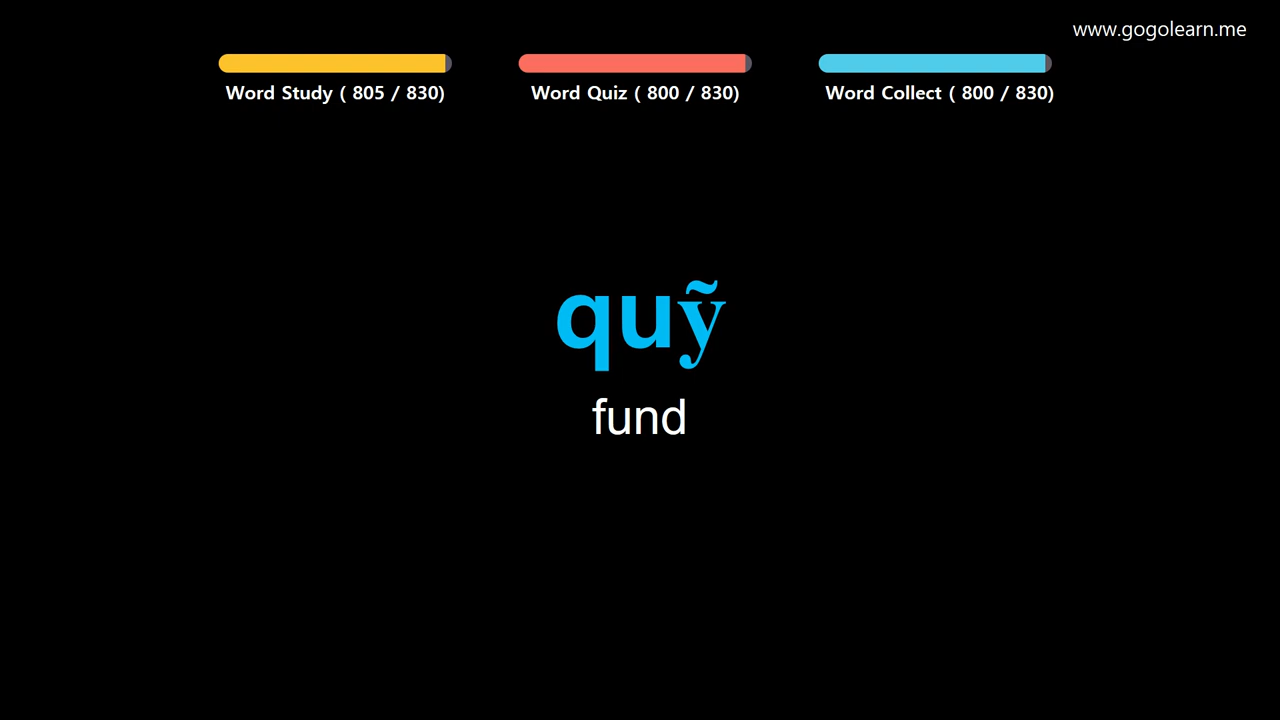 www.gogolearn.me
Word Study ( 805 / 830)
Word Quiz ( 800 / 830)
Word Collect ( 800 / 830)
quỹ
fund